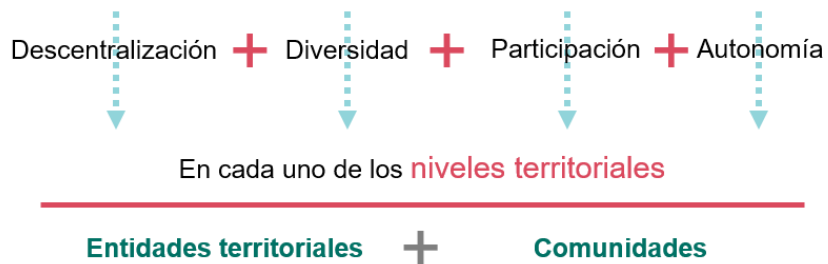 Descentralización + Diversidad + Participación + Autonomía
En cada uno de los niveles territoriales
Entidades territoriales + Comunidades